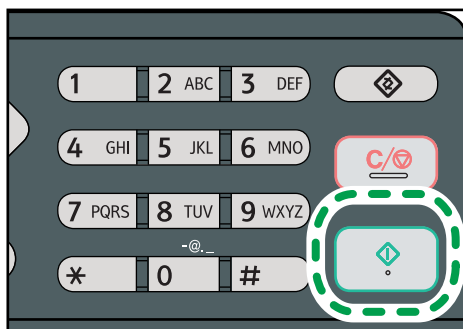 1 2 ABC 3 DEF
4 GHI 5 JKL 6 MNO
C/
7 PQRS 8 TUV 9 WXYZ
-@._
* 0 #